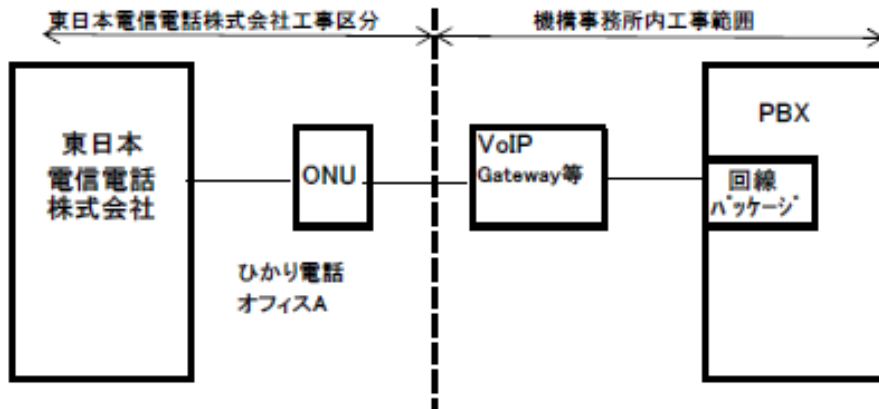 東日本電信電話株式会社工事区分
機構事務所内工事範囲
東日本
電信電話
株式会社
ONU
ひかり電話
オフィスA
VoIP
Gateway等
PBX
回線
パッケージ